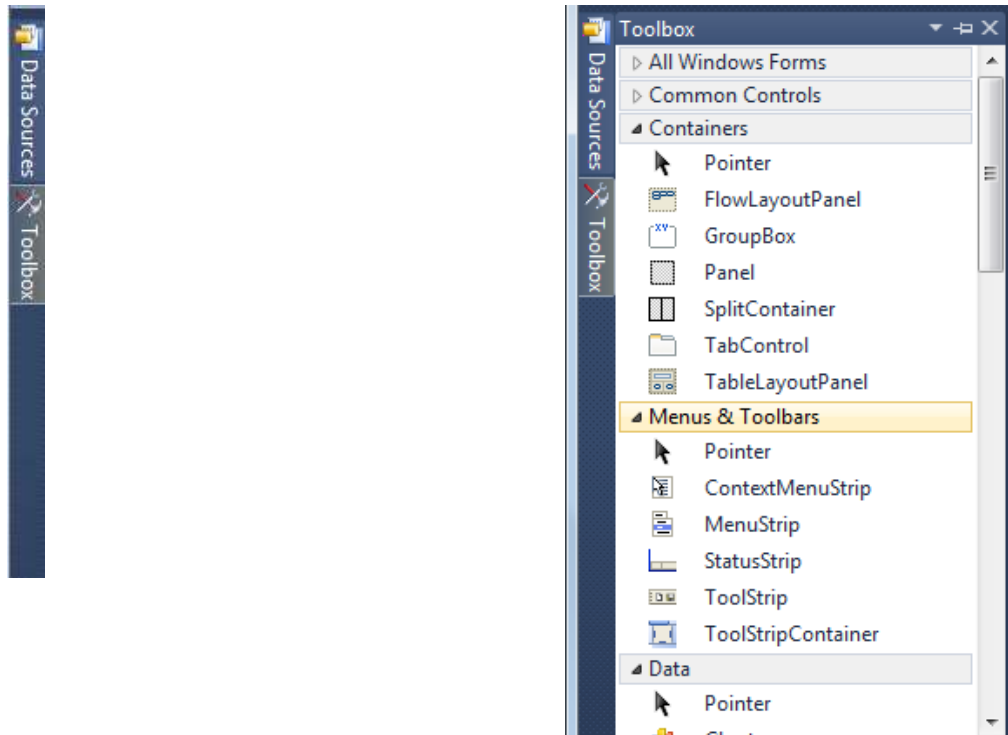 Data Sources
Toolbox
Data Sources
Toolbox
Toolbox
All Windows Forms
Common Controls
Containers
Pointer
FlowLayoutPanel
GroupBox
Panel
SplitContainer
TabControl
TableLayoutPanel
Menus & Toolbars
Pointer
ContextMenuStrip
MenuStrip
StatusStrip
ToolStrip
ToolStripContainer
Data
Pointer